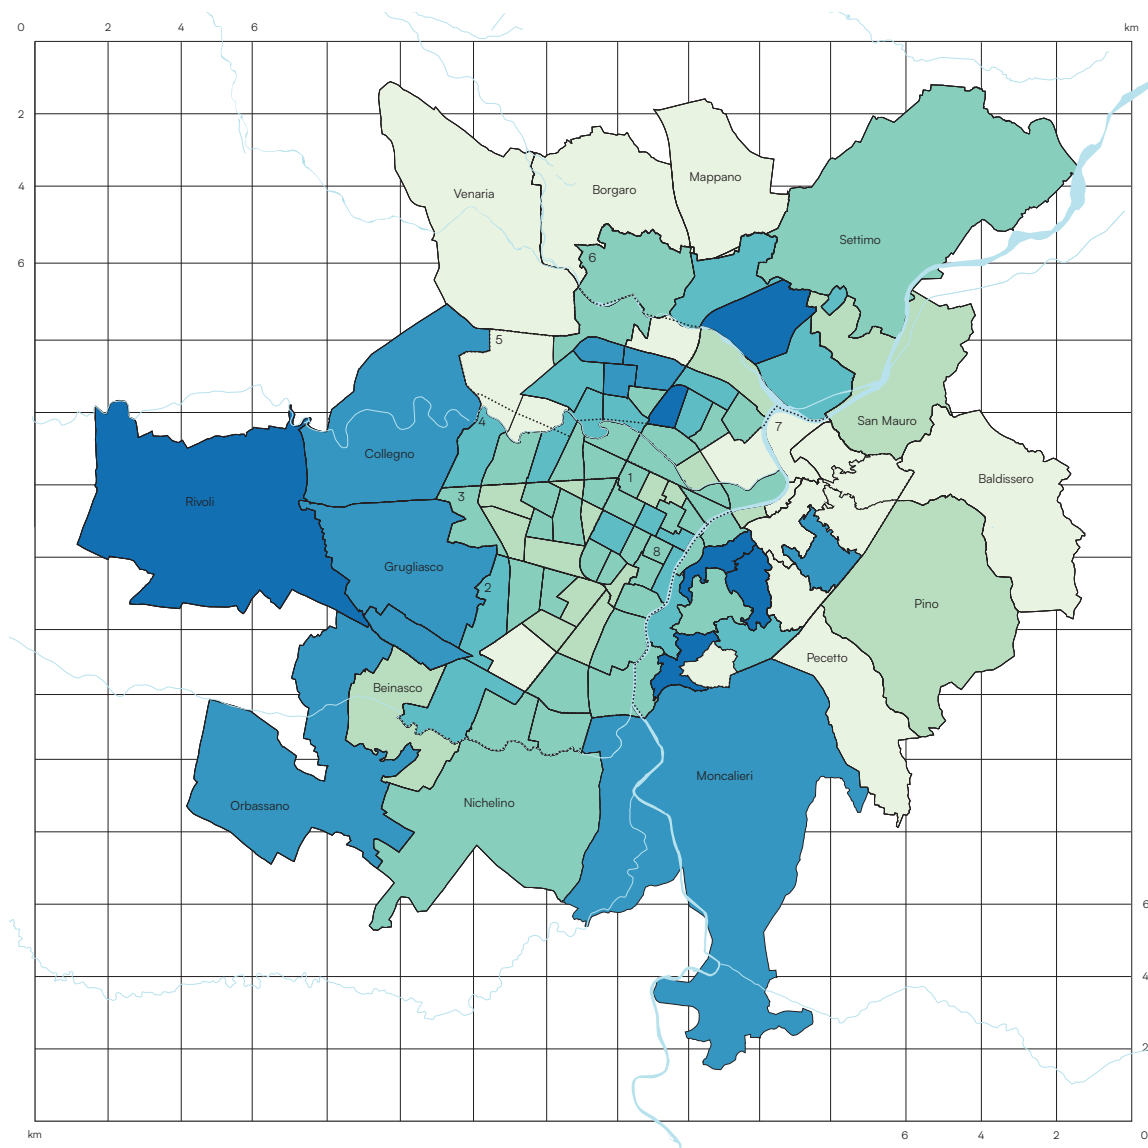 0 2 4 6 km
2
Mappano
4
Venaria Borgaro
Settimo
6 6
5
4 7 San Mauro
Collegno
1 Baldissero
3
Rivoli
8
Grugliasco
2
Pino
Pecetto
Beinasco
Moncalieri
Orbassano Nichelino
6
4
2
km 6 4 2 0